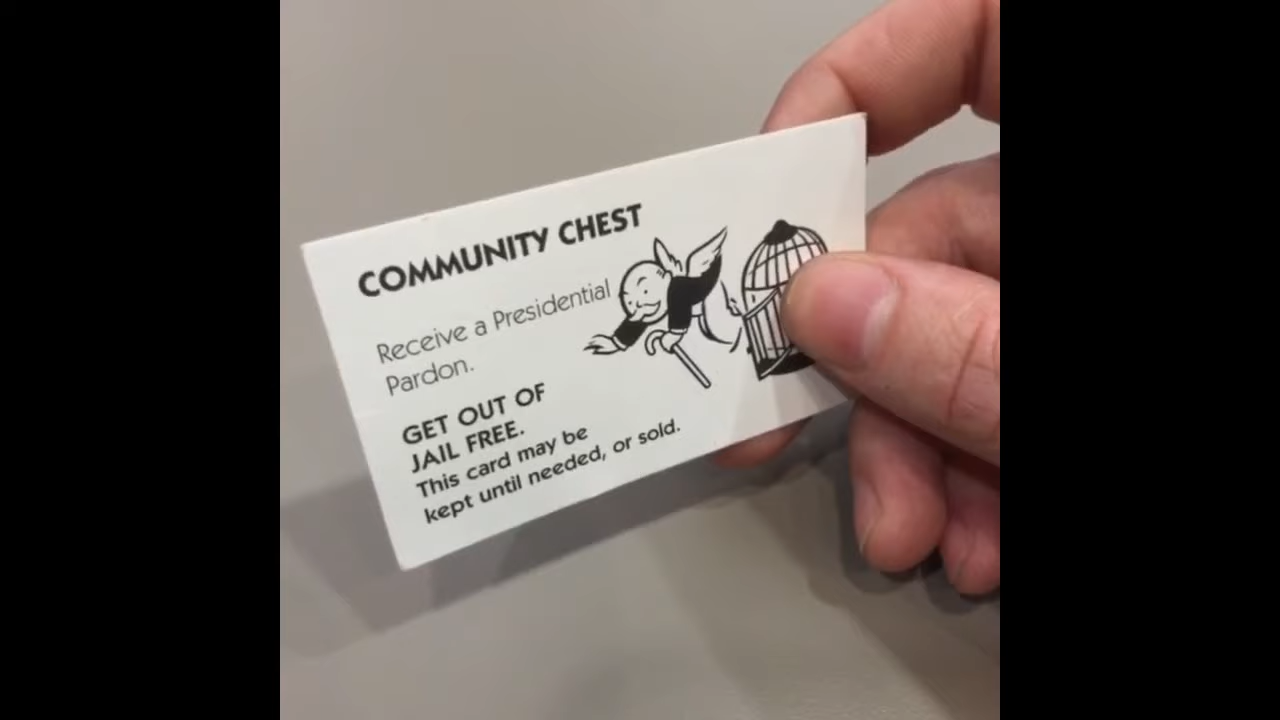 COMMUNITY CHEST
Receive a Presidential
Pardon.
GET OUT OF
JAIL FREE.
This card may be
kept until needed, or sold.